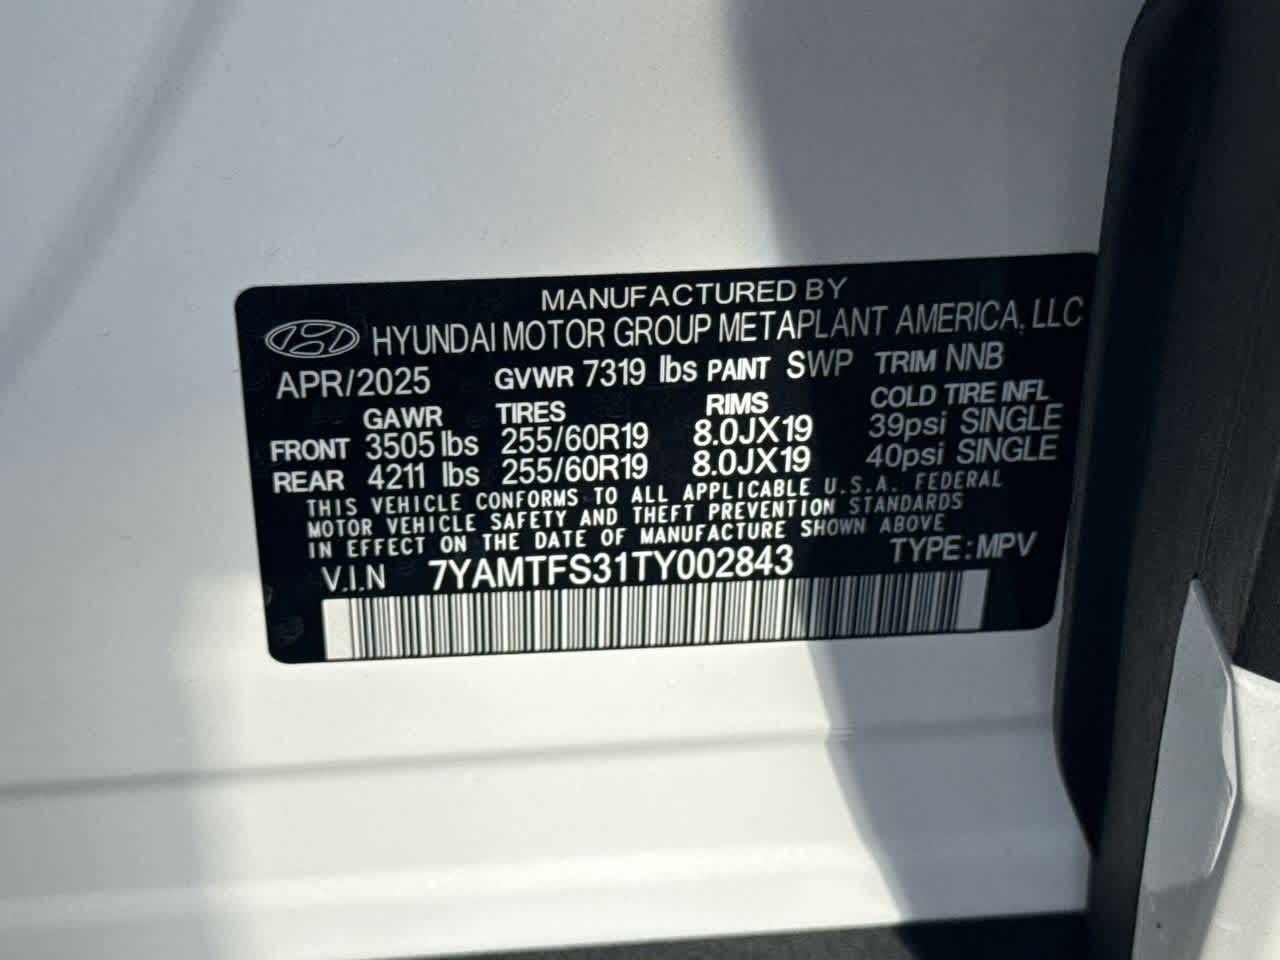 MANUFACTURED BY
HYUNDAI MOTOR GROUP METAPLANT AMERICA, LLC
APR/2025 GVWR 7319 lbs PAINT SWP TRIM NNB
GAWR TIRES RIMS COLD TIRE INFL
FRONT 3505 lbs 255/60R19 8.0JX19 39psi SINGLE
REAR 4211 lbs 255/60R19 8.0JX19 40psi SINGLE
THIS VEHICLE CONFORMS TO ALL APPLICABLE U.S.A. FEDERAL
MOTOR VEHICLE SAFETY AND THEFT PREVENTION STANDARDS
IN EFFECT ON THE DATE OF MANUFACTURE SHOWN ABOVE
V.I.N 7YAMTFS31TY002843 TYPE : MPV